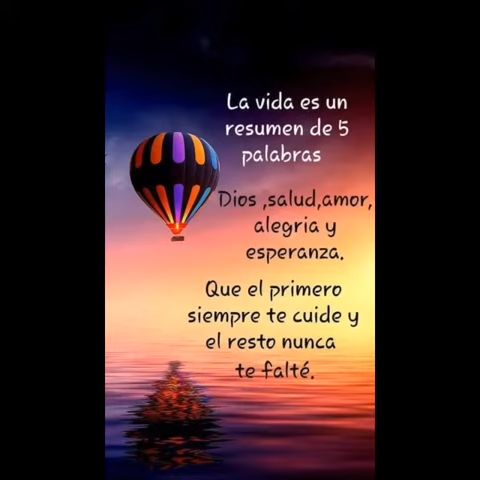 La vida es un
resumen de 5
palabras
Dios ,salud,amor,
alegria y
esperanza.
Que el primero
siempre te cuide y
el resto nunca
te falté.